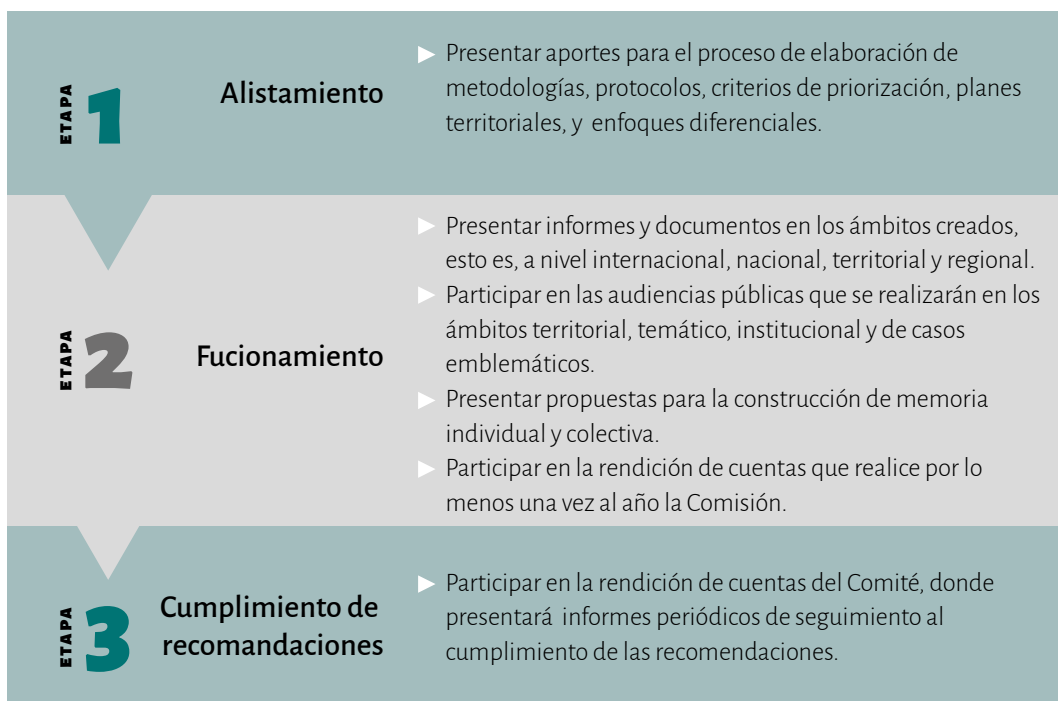 ETAPA 1
Alistamiento
Presentar aportes para el proceso de elaboración de
metodologías, protocolos, criterios de priorización, planes
territoriales, y enfoques diferenciales.
ETAPA 2
Fucionamiento
Presentar informes y documentos en los ámbitos creados,
esto es, a nivel internacional, nacional, territorial y regional.
Participar en las audiencias públicas que se realizarán en los
ámbitos territorial, temático, institucional y de casos
emblemáticos.
Presentar propuestas para la construcción de memoria
individual y colectiva.
Participar en la rendición de cuentas que realice por lo
menos una vez al año la Comisión.
ETAPA 3
Cumplimiento de
recomandaciones
Participar en la rendición de cuentas del Comité, donde
presentará informes periódicos de seguimiento al
cumplimiento de las recomendaciones.